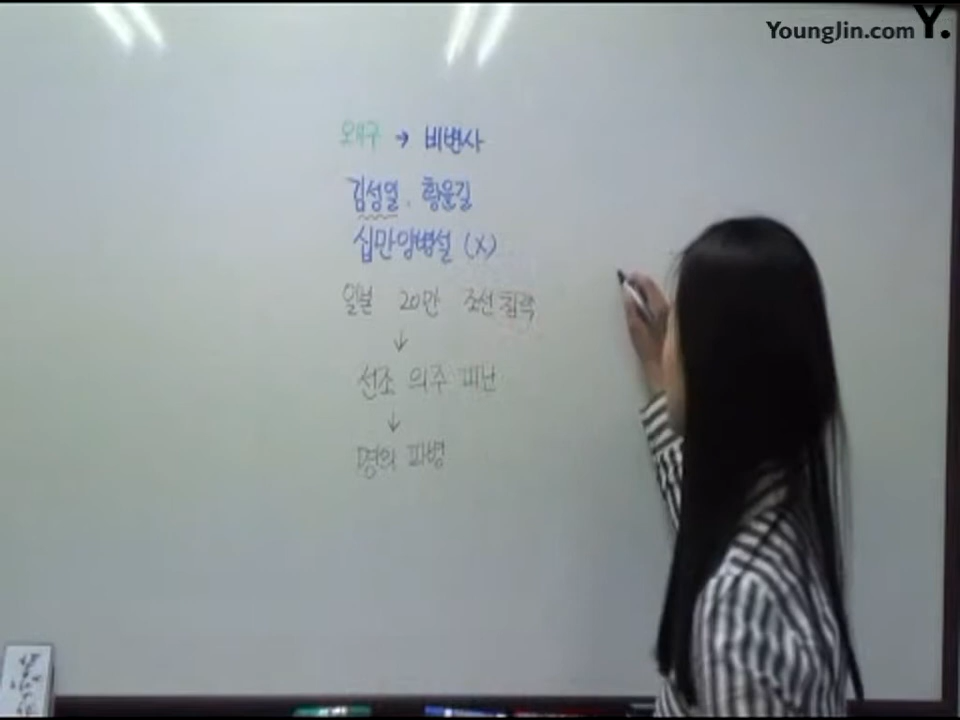 YoungJin.com Y.
왜구 → 비변사
김성일. 황윤길
십만양병설 (X)
일본 20만 조선 침략
↓
선조 의주 피난
↓
명의 파병